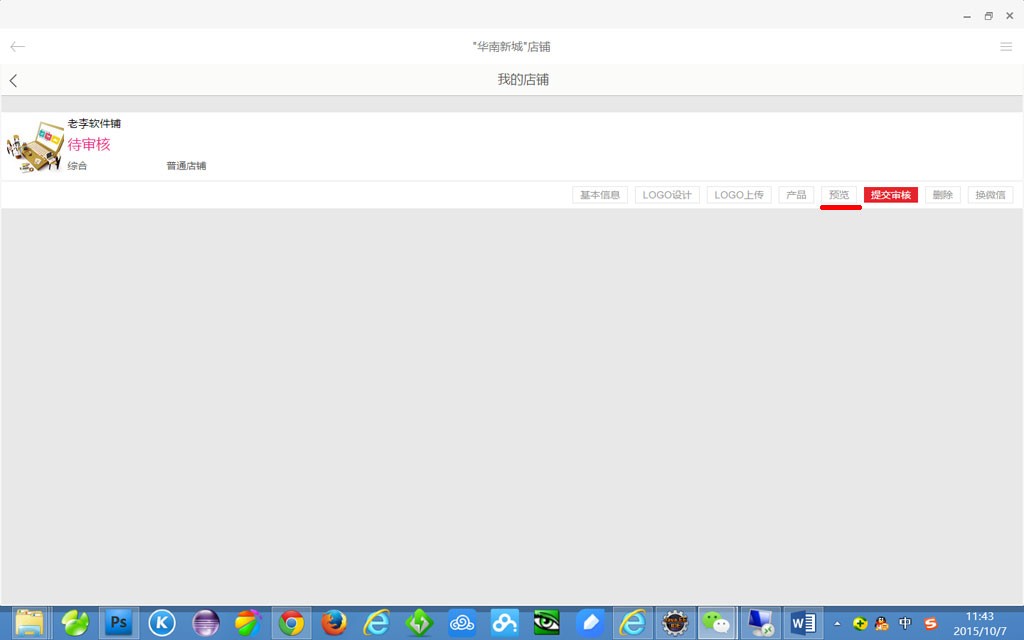 "华南新城"店铺
我的店铺
老李软件铺
待审核
综合 普通店铺
基本信息 LOGO设计 LOGO上传 产品 预览 提交审核 删除 换微信
Ps K W 中 S 11:43
2015/10/7